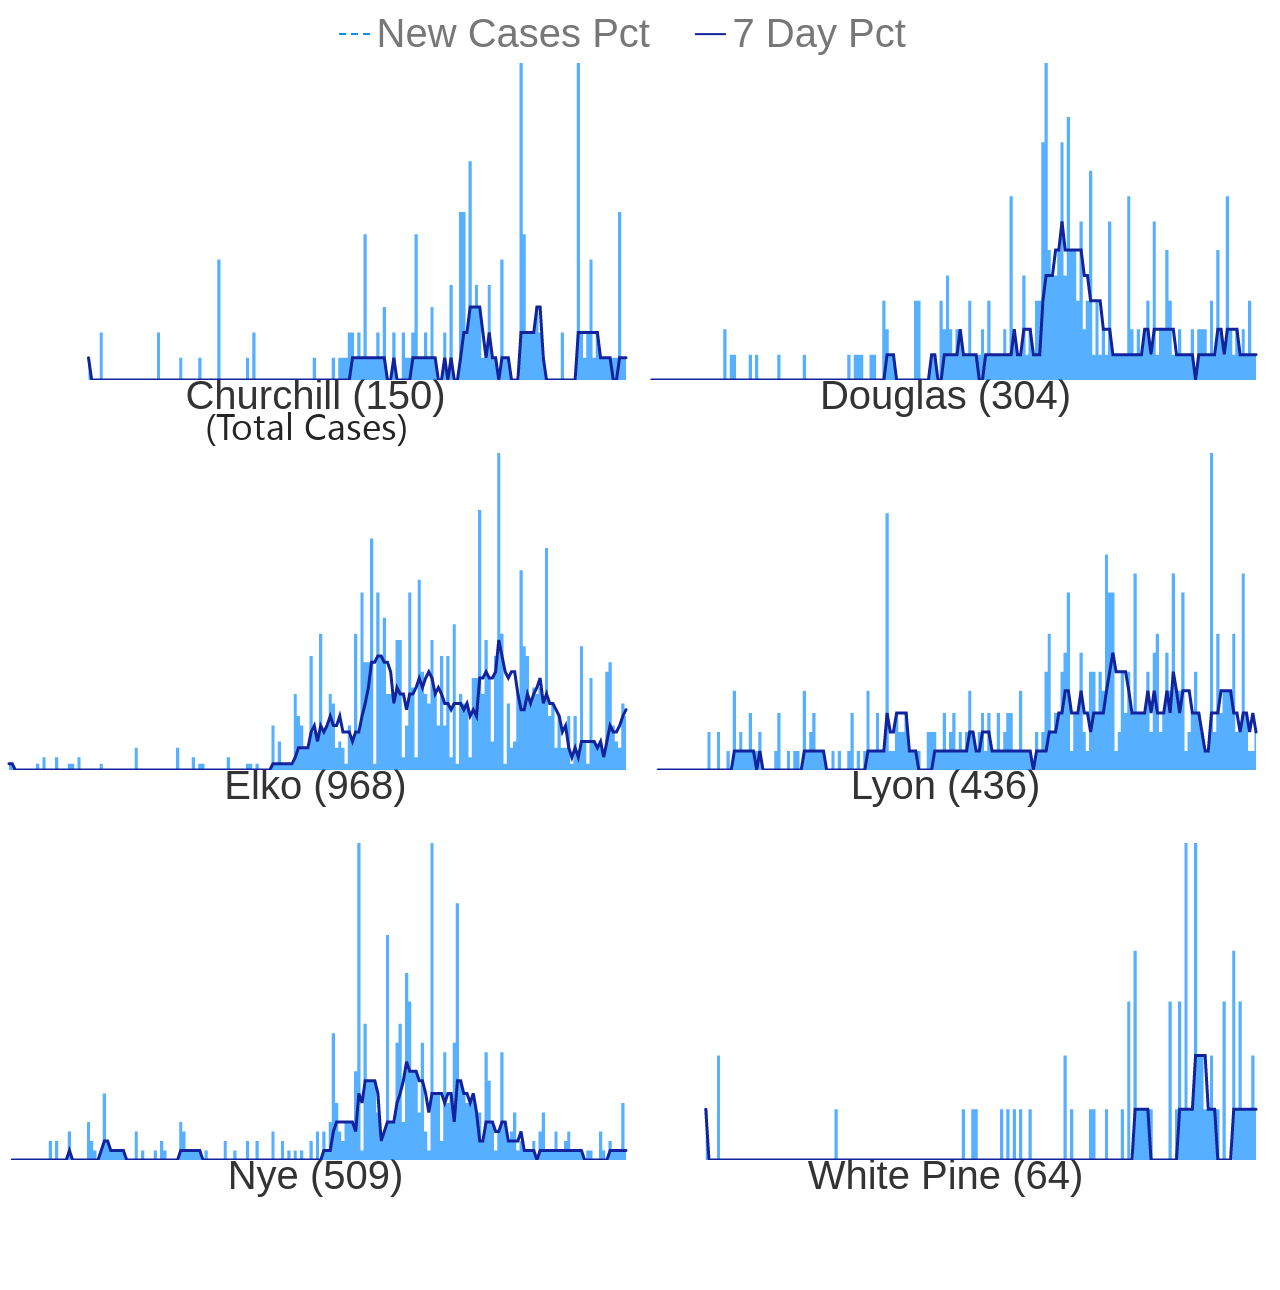 New Cases Pct 7 Day Pct
Churchill (150) Douglas (304)
(Total Cases)
Elko (968) Lyon (436)
Nye (509) White Pine (64)